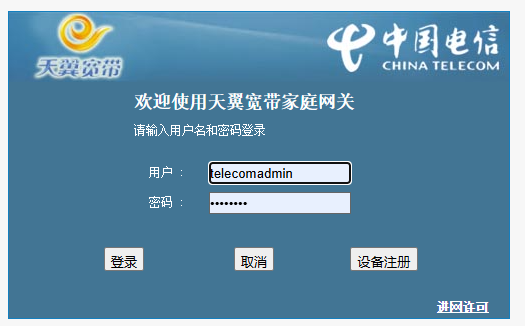 天翼宽带
中国电信
CHINA TELECOM
欢迎使用天翼宽带家庭网关
请输入用户名和密码登录
用户： telecomadmin
密码： ••••••••
登录 取消 设备注册
进网许可